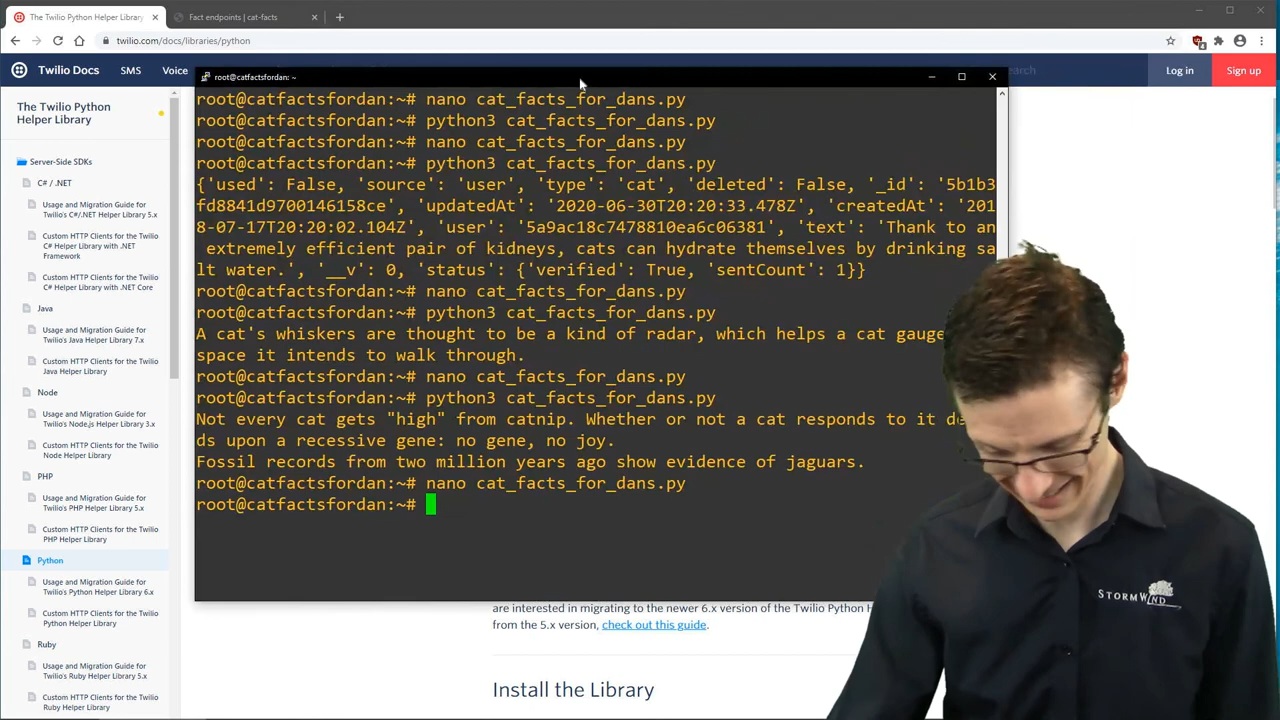 The Twilio Python Helper Library
Fact endpoints | cat-facts
twilio.com/docs/libraries/python
Twilio Docs
SMS
Voice
Log in
Sign up
root@catfactsfordan: ~
The Twilio Python
Helper Library
Server-Side SDKs
C# / .NET
Usage and Migration Guide for
Twilio's C#/.NET Helper Library 5.x
Custom HTTP Clients for the Twilio
C# Helper Library with .NET
Framework
Custom HTTP Clients for the Twilio
C# Helper Library with .NET Core
Java
Usage and Migration Guide for
Twilio's Java Helper Library 7.x
Custom HTTP Clients for the Twilio
Java Helper Library
Node
Usage and Migration Guide for
Twilio's Node.js Helper Library 3.x
Custom HTTP Clients for the Twilio
Node Helper Library
PHP
Usage and Migration Guide for
Twilio's PHP Helper Library 5.x
Custom HTTP Clients for the Twilio
PHP Helper Library
Python
Usage and Migration Guide for
Twilio's Python Helper Library 6.x
Custom HTTP Clients for the Twilio
Python Helper Library
Ruby
Usage and Migration Guide for
Twilio's Ruby Helper Library 5.x
Custom HTTP Clients for the Twilio
Ruby Helper Library
root@catfactsfordan:~# nano cat_facts_for_dans.py
root@catfactsfordan:~# python3 cat_facts_for_dans.py
root@catfactsfordan:~# nano cat_facts_for_dans.py
root@catfactsfordan:~# python3 cat_facts_for_dans.py
{'used': False, 'source': 'user', 'type': 'cat', 'deleted': False, '_id': '5b1b3
fd8841d9700146158ce', 'updatedAt': '2020-06-30T20:20:33.478Z', 'createdAt': '201
8-07-17T20:20:02.104Z', 'user': '5a9ac18c7478810ea6c06381', 'text': 'Thank to an
extremely efficient pair of kidneys, cats can hydrate themselves by drinking sa
lt water.', '__v': 0, 'status': {'verified': True, 'sentCount': 1}}
root@catfactsfordan:~# nano cat_facts_for_dans.py
root@catfactsfordan:~# python3 cat_facts_for_dans.py
A cat's whiskers are thought to be a kind of radar, which helps a cat gauge
space it intends to walk through.
root@catfactsfordan:~# nano cat_facts_for_dans.py
root@catfactsfordan:~# python3 cat_facts_for_dans.py
Not every cat gets "high" from catnip. Whether or not a cat responds to it de
ds upon a recessive gene: no gene, no joy.
Fossil records from two million years ago show evidence of jaguars.
root@catfactsfordan:~# nano cat_facts_for_dans.py
root@catfactsfordan:~#
are interested in migrating to the newer 6.x version of the Twilio Python
from the 5.x version, check out this guide.
Install the Library
STORMWIND